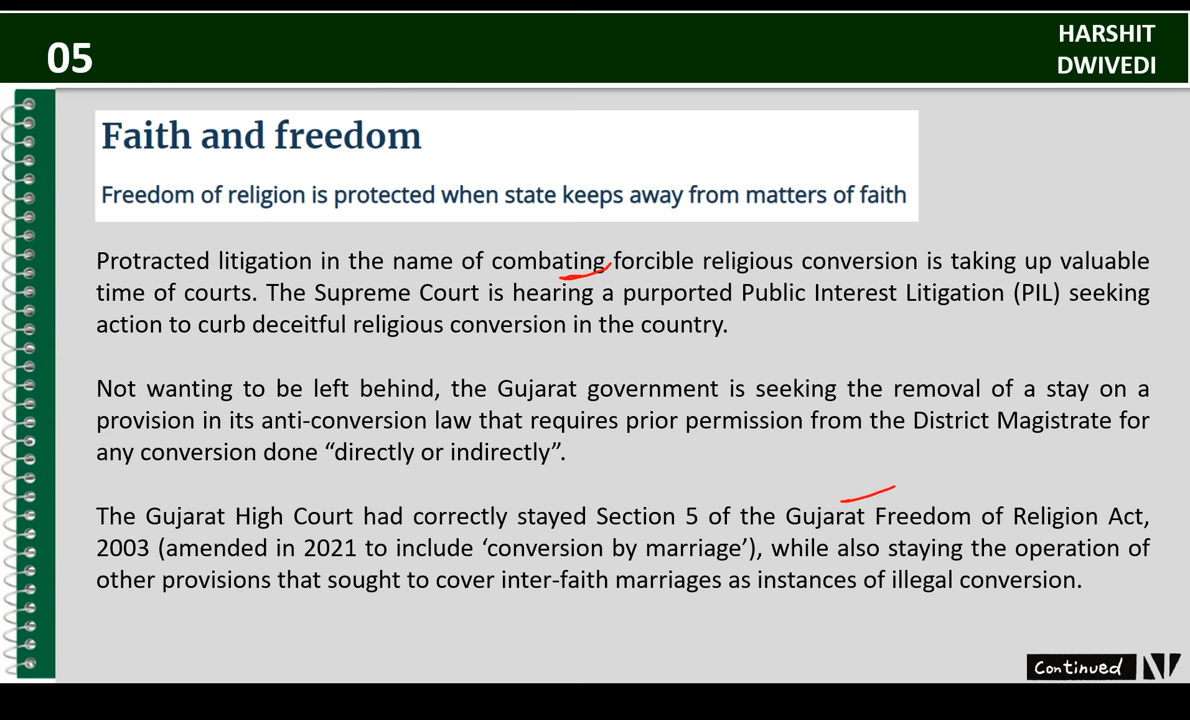 05
HARSHIT
DWIVEDI
Faith and freedom
Freedom of religion is protected when state keeps away from matters of faith
Protracted litigation in the name of combating forcible religious conversion is taking up valuable
time of courts. The Supreme Court is hearing a purported Public Interest Litigation (PIL) seeking
action to curb deceitful religious conversion in the country.
Not wanting to be left behind, the Gujarat government is seeking the removal of a stay on a
provision in its anti-conversion law that requires prior permission from the District Magistrate for
any conversion done “directly or indirectly”.
The Gujarat High Court had correctly stayed Section 5 of the Gujarat Freedom of Religion Act,
2003 (amended in 2021 to include ‘conversion by marriage’), while also staying the operation of
other provisions that sought to cover inter-faith marriages as instances of illegal conversion.
Continued